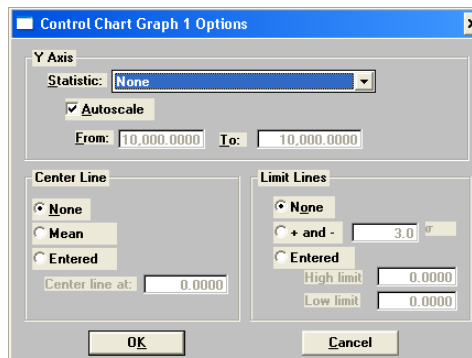 Control Chart Graph 1 Options
Y Axis
Statistic: None
Autoscale
From: 10,000.0000 To: 10,000.0000
Center Line
None
Mean
Entered
Center line at: 0.0000
Limit Lines
None
+ and - 3.0 σ
Entered
High limit 0.0000
Low limit 0.0000
OK Cancel